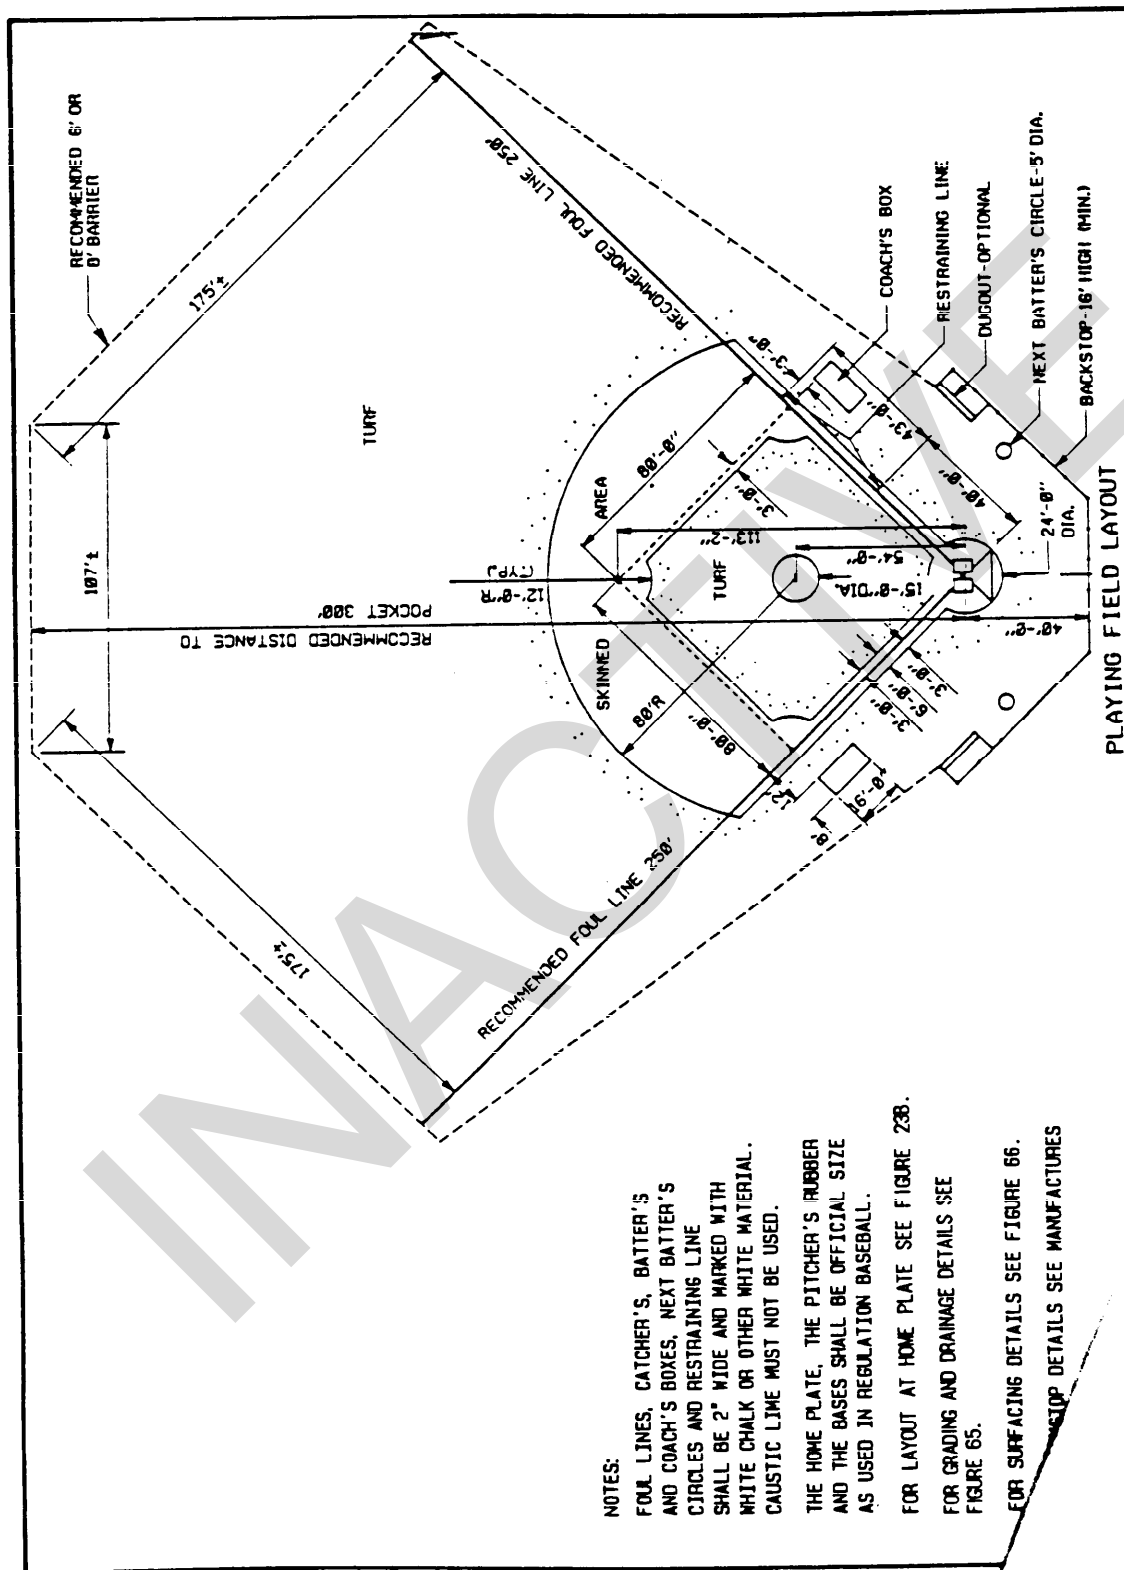 RECOMMENDED 6' OR
8' BARRIER
175'±
107'±
175'±
TURF
RECOMMENDED FOUL LINE 250'
RECOMMENDED DISTANCE TO
POCKET 300'
12'-0"R
(TYP.)
SKINNED
AREA
80'-0"
80'-0"
80'R
3'-0"
3'-0"
113'-2"
TURF
54'-0"
15'-0"DIA.
COACH'S BOX
RESTRAINING LINE
DUGOUT-OPTIONAL
NEXT BATTER'S CIRCLE-5' DIA.
BACKSTOP-16' HIGH (MIN.)
43'-0"
40'-0"
24'-0"
DIA.
40'-0"
3'-0"
6'-0"
3'-0"
16'-0"
8'
12'
RECOMMENDED FOUL LINE 250'
PLAYING FIELD LAYOUT
NOTES:
FOUL LINES, CATCHER'S, BATTER'S
AND COACH'S BOXES, NEXT BATTER'S
CIRCLES AND RESTRAINING LINE
SHALL BE 2" WIDE AND MARKED WITH
WHITE CHALK OR OTHER WHITE MATERIAL.
CAUSTIC LIME MUST NOT BE USED.
THE HOME PLATE, THE PITCHER'S RUBBER
AND THE BASES SHALL BE OFFICIAL SIZE
AS USED IN REGULATION BASEBALL.
FOR LAYOUT AT HOME PLATE SEE FIGURE 23B.
FOR GRADING AND DRAINAGE DETAILS SEE
FIGURE 65.
FOR SURFACING DETAILS SEE FIGURE 66.
DETAILS SEE MANUFACTURES
INACTIVE